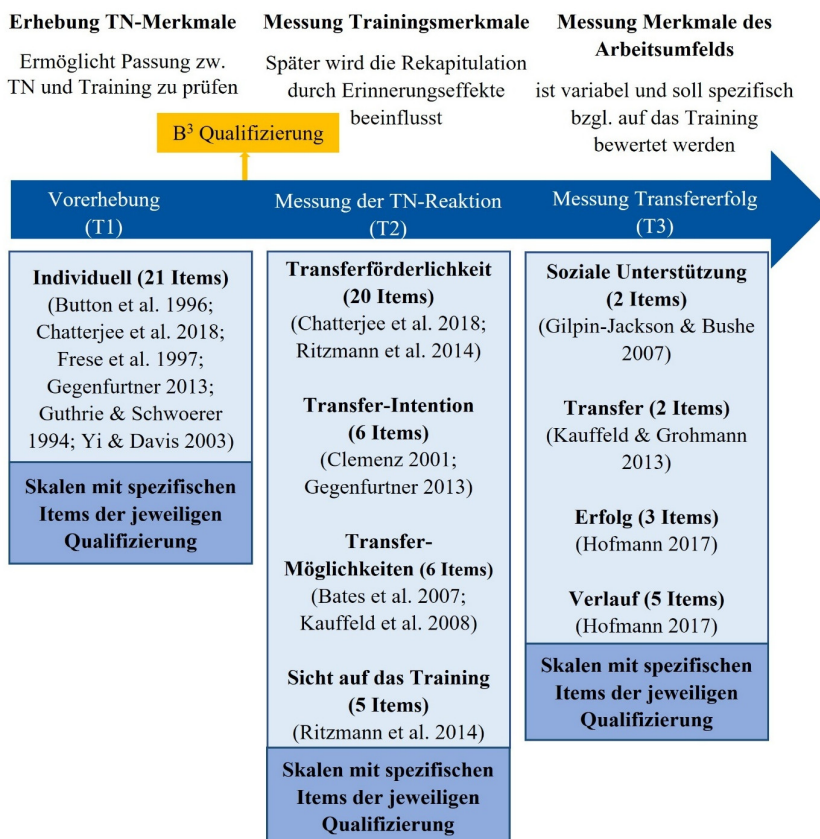 Erhebung TN-Merkmale
Ermöglicht Passung zw.
TN und Training zu prüfen
Messung Trainingsmerkmale
Später wird die Rekapitulation
durch Erinnerungseffekte
beeinflusst
Messung Merkmale des
Arbeitsumfelds
ist variabel und soll spezifisch
bzgl. auf das Training
bewertet werden
B³ Qualifizierung
Vorerhebung
(T1)
Messung der TN-Reaktion
(T2)
Messung Transfererfolg
(T3)
Individuell (21 Items)
(Button et al. 1996;
Chatterjee et al. 2018;
Frese et al. 1997;
Gegenfurtner 2013;
Guthrie & Schwoerer
1994; Yi & Davis 2003)
Skalen mit spezifischen
Items der jeweiligen
Qualifizierung
Transferförderlichkeit
(20 Items)
(Chatterjee et al. 2018;
Ritzmann et al. 2014)
Transfer-Intention
(6 Items)
(Clemenz 2001;
Gegenfurtner 2013)
Transfer-
Möglichkeiten (6 Items)
(Bates et al. 2007;
Kauffeld et al. 2008)
Sicht auf das Training
(5 Items)
(Ritzmann et al. 2014)
Skalen mit spezifischen
Items der jeweiligen
Qualifizierung
Soziale Unterstützung
(2 Items)
(Gilpin-Jackson & Bushe
2007)
Transfer (2 Items)
(Kauffeld & Grohmann
2013)
Erfolg (3 Items)
(Hofmann 2017)
Verlauf (5 Items)
(Hofmann 2017)
Skalen mit spezifischen
Items der jeweiligen
Qualifizierung